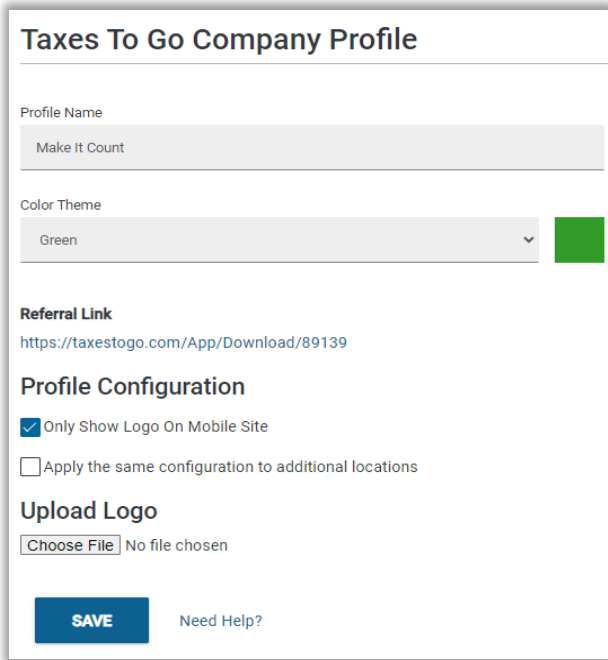 Taxes To Go Company Profile
Profile Name
Make It Count
Color Theme
Green
Referral Link
https://taxestogo.com/App/Download/89139
Profile Configuration
Only Show Logo On Mobile Site
Apply the same configuration to additional locations
Upload Logo
Choose File No file chosen
SAVE Need Help?